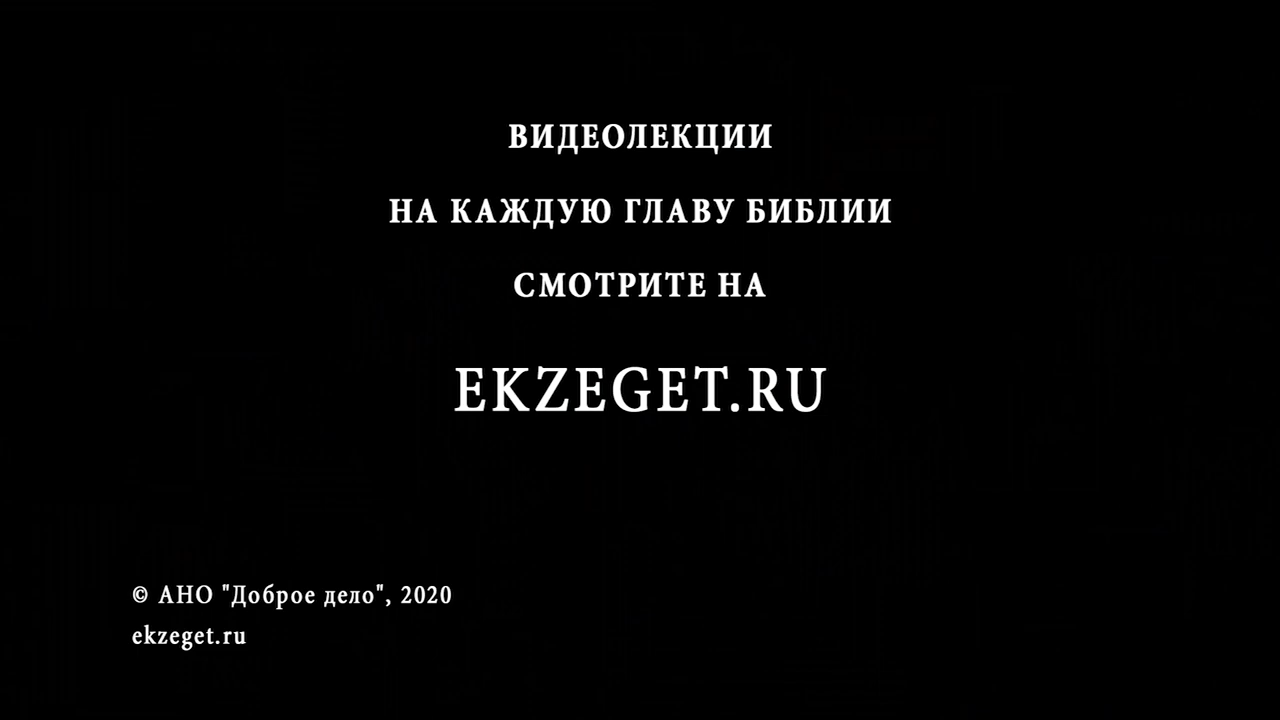 ВИДЕОЛЕКЦИИ
НА КАЖДУЮ ГЛАВУ БИБЛИИ
СМОТРИТЕ НА
EKZEGET.RU
© АНО "Доброе дело", 2020
ekzeget.ru